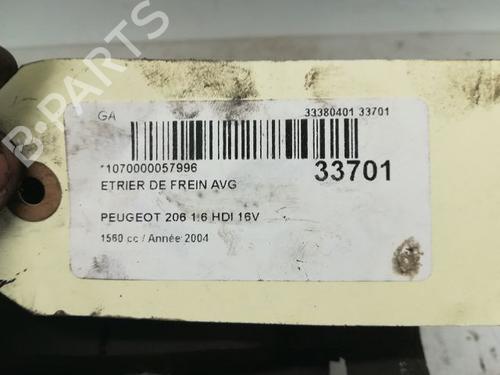 GA 33380401 33701
*1070000057996 33701
ETRIER DE FREIN AVG
PEUGEOT 206 1.6 HDI 16V
1560 cc / Année 2004
B-PARTS